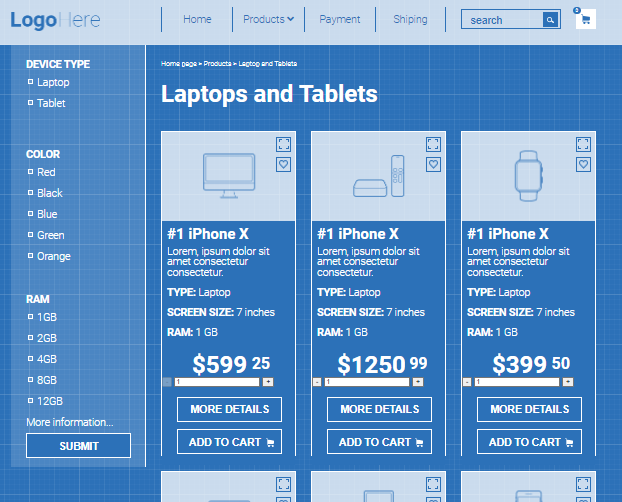 LogoHere
Home
Products
Payment
Shiping
search
0
DEVICE TYPE
Laptop
Tablet
COLOR
Red
Black
Blue
Green
Orange
RAM
1GB
2GB
4GB
8GB
12GB
More information...
SUBMIT
Home page > Products > Laptop and Tablets
Laptops and Tablets
#1 iPhone X
Lorem, ipsum dolor sit
amet consectetur
consectetur.
TYPE: Laptop
SCREEN SIZE: 7 inches
RAM: 1 GB
$599 25
- 1 +
MORE DETAILS
ADD TO CART
#1 iPhone X
Lorem, ipsum dolor sit
amet consectetur
consectetur.
TYPE: Laptop
SCREEN SIZE: 7 inches
RAM: 1 GB
$1250 99
- 1 +
MORE DETAILS
ADD TO CART
#1 iPhone X
Lorem, ipsum dolor sit
amet consectetur
consectetur.
TYPE: Laptop
SCREEN SIZE: 7 inches
RAM: 1 GB
$399 50
- 1 +
MORE DETAILS
ADD TO CART